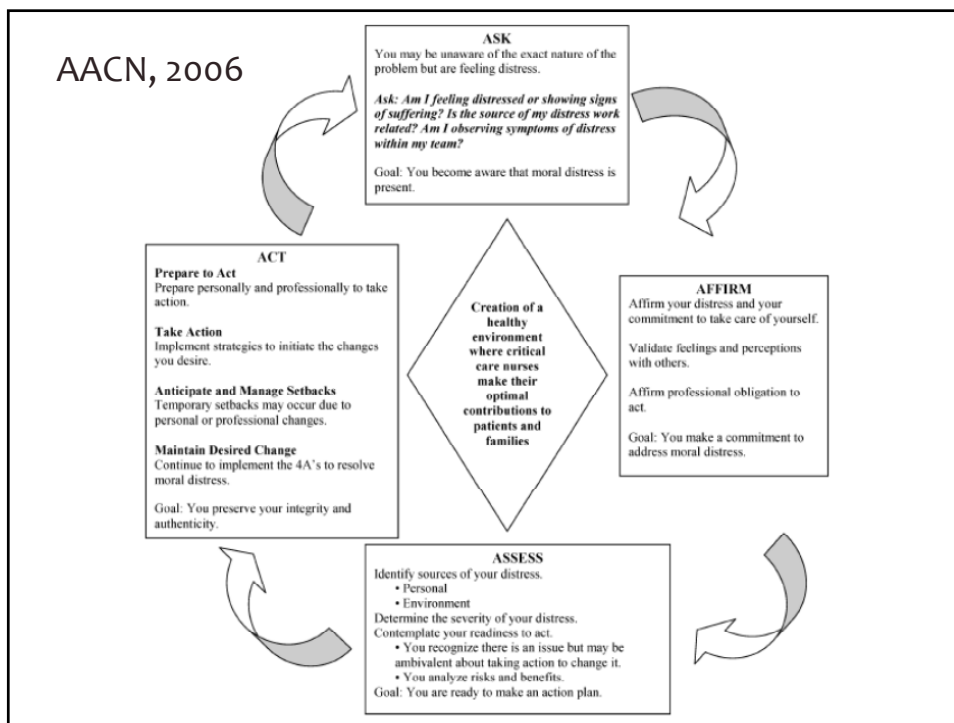 AACN, 2006
ASK
You may be unaware of the exact nature of the
problem but are feeling distress.
Ask: Am I feeling distressed or showing signs
of suffering? Is the source of my distress work
related? Am I observing symptoms of distress
within my team?
Goal: You become aware that moral distress is
present.
AFFIRM
Affirm your distress and your
commitment to take care of yourself.
Validate feelings and perceptions
with others.
Affirm professional obligation to
act.
Goal: You make a commitment to
address moral distress.
ASSESS
Identify sources of your distress.
• Personal
• Environment
Determine the severity of your distress.
Contemplate your readiness to act.
• You recognize there is an issue but may be
ambivalent about taking action to change it.
• You analyze risks and benefits.
Goal: You are ready to make an action plan.
ACT
Prepare to Act
Prepare personally and professionally to take
action.
Take Action
Implement strategies to initiate the changes
you desire.
Anticipate and Manage Setbacks
Temporary setbacks may occur due to
personal or professional changes.
Maintain Desired Change
Continue to implement the 4A's to resolve
moral distress.
Goal: You preserve your integrity and
authenticity.
Creation of a
healthy
environment
where critical
care nurses
make their
optimal
contributions to
patients and
families